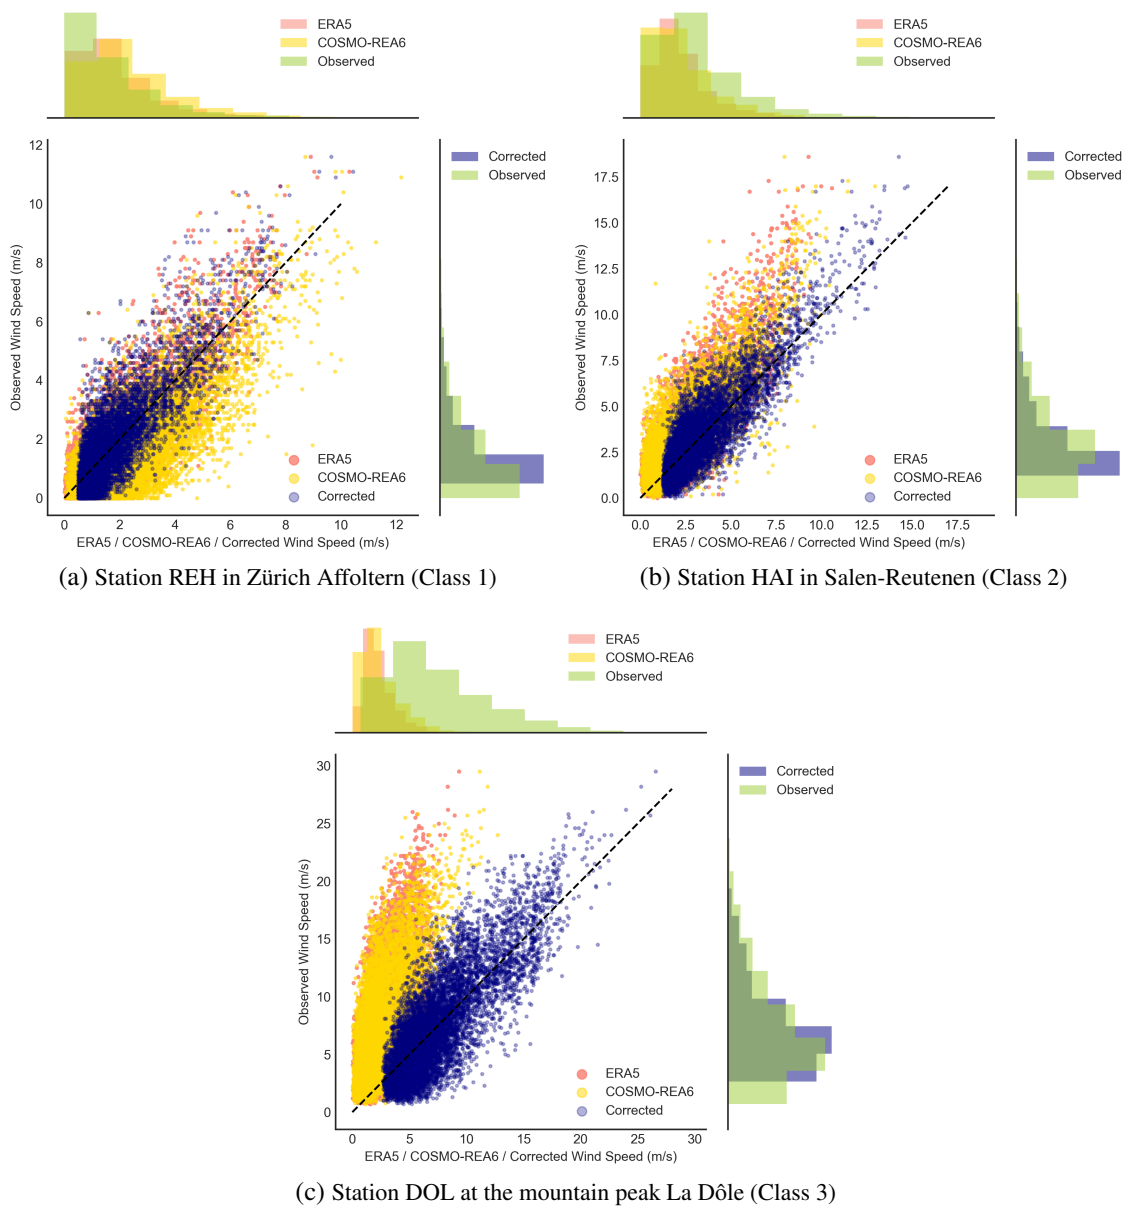 ERA5
COSMO-REA6
Observed
12
10
8
6
4
2
0
Observed Wind Speed (m/s)
Corrected
Observed
ERA5
COSMO-REA6
Corrected
0 2 4 6 8 10 12
ERA5 / COSMO-REA6 / Corrected Wind Speed (m/s)
(a) Station REH in Zürich Affoltern (Class 1)
ERA5
COSMO-REA6
Observed
17.5
15.0
12.5
10.0
7.5
5.0
2.5
0.0
Observed Wind Speed (m/s)
Corrected
Observed
ERA5
COSMO-REA6
Corrected
0.0 2.5 5.0 7.5 10.0 12.5 15.0 17.5
ERA5 / COSMO-REA6 / Corrected Wind Speed (m/s)
(b) Station HAI in Salen-Reutenen (Class 2)
ERA5
COSMO-REA6
Observed
30
25
20
15
10
5
0
Observed Wind Speed (m/s)
Corrected
Observed
ERA5
COSMO-REA6
Corrected
0 5 10 15 20 25 30
ERA5 / COSMO-REA6 / Corrected Wind Speed (m/s)
(c) Station DOL at the mountain peak La Dôle (Class 3)